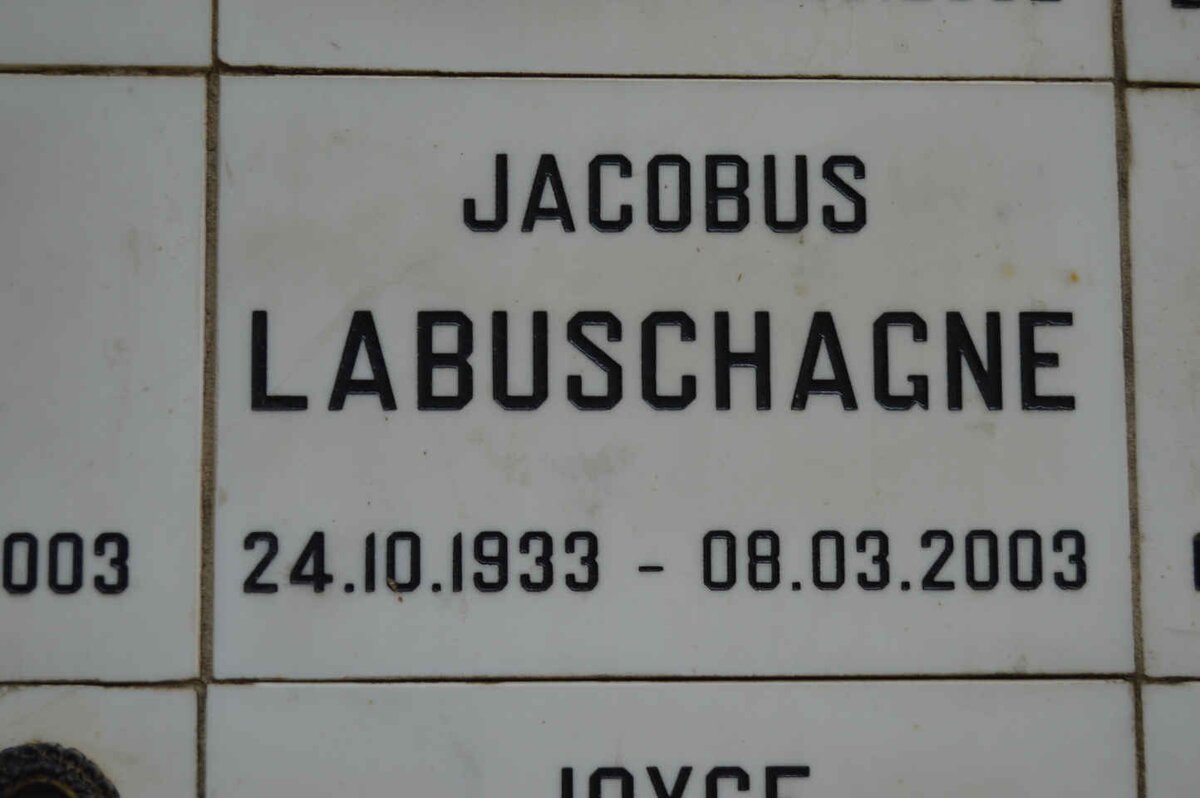 JACOBUS
LABUSCHAGNE
24.10.1933 - 08.03.2003
003
JOYCE